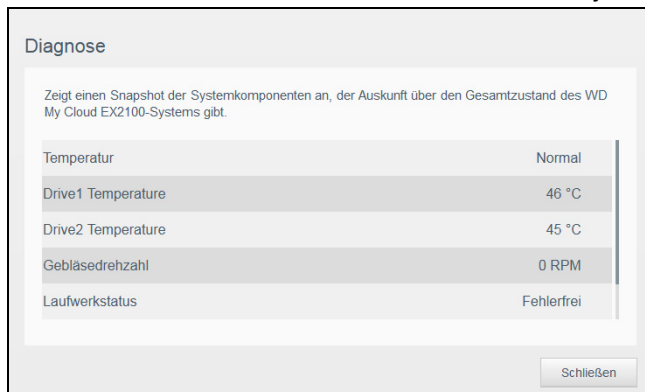 Diagnose
Zeigt einen Snapshot der Systemkomponenten an, der Auskunft über den Gesamtzustand des WD
My Cloud EX2100-Systems gibt.
Temperatur Normal
Drive1 Temperature 46 °C
Drive2 Temperature 45 °C
Gebläsedrehzahl 0 RPM
Laufwerkstatus Fehlerfrei
Schließen